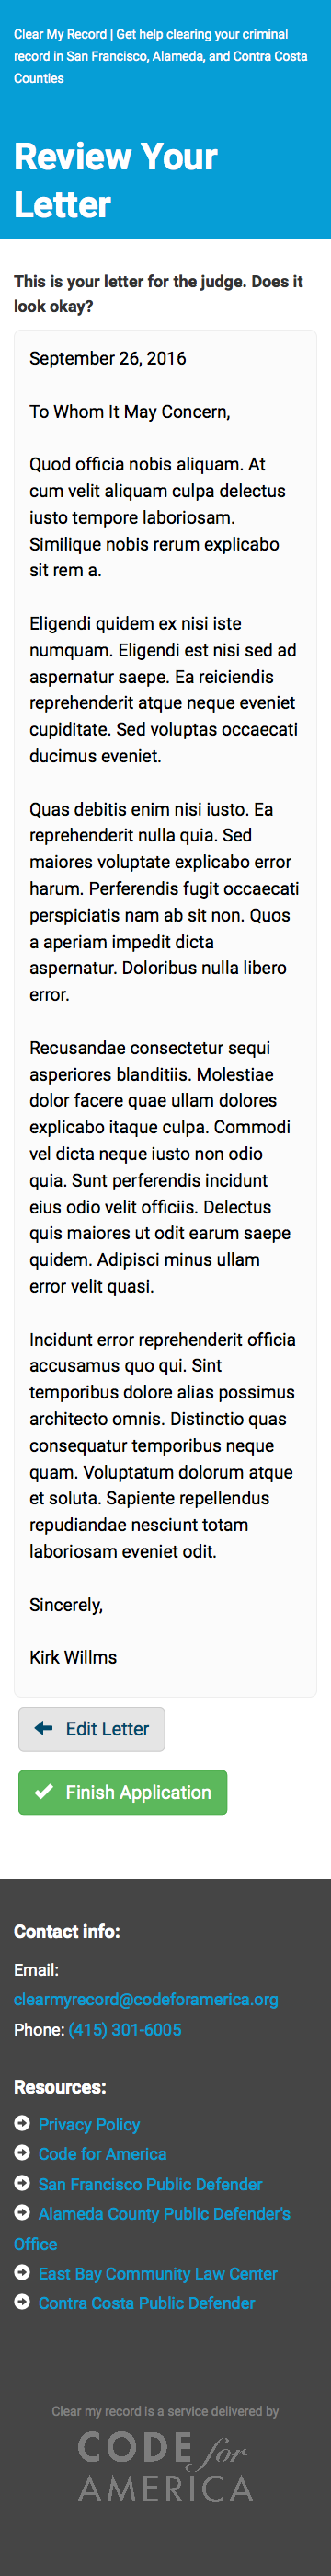 Clear My Record | Get help clearing your criminal
record in San Francisco, Alameda, and Contra Costa
Counties
Review Your
Letter
This is your letter for the judge. Does it
look okay?
September 26, 2016
To Whom It May Concern,
Quod officia nobis aliquam. At
cum velit aliquam culpa delectus
iusto tempore laboriosam.
Similique nobis rerum explicabo
sit rem a.
Eligendi quidem ex nisi iste
numquam. Eligendi est nisi sed ad
aspernatur saepe. Ea reiciendis
reprehenderit atque neque eveniet
cupiditate. Sed voluptas occaecati
ducimus eveniet.
Quas debitis enim nisi iusto. Ea
reprehenderit nulla quia. Sed
maiores voluptate explicabo error
harum. Perferendis fugit occaecati
perspiciatis nam ab sit non. Quos
a aperiam impedit dicta
aspernatur. Doloribus nulla libero
error.
Recusandae consectetur sequi
asperiores blanditiis. Molestiae
dolor facere quae ullam dolores
explicabo itaque culpa. Commodi
vel dicta neque iusto non odio
quia. Sunt perferendis incidunt
eius odio velit officiis. Delectus
quis maiores ut odit earum saepe
quidem. Adipisci minus ullam
error velit quasi.
Incidunt error reprehenderit officia
accusamus quo qui. Sint
temporibus dolore alias possimus
architecto omnis. Distinctio quas
consequatur temporibus neque
quam. Voluptatum dolorum atque
et soluta. Sapiente repellendus
repudiandae nesciunt totam
laboriosam eveniet odit.
Sincerely,
Kirk Willms
Edit Letter
Finish Application
Contact info:
Email:
clearmyrecord@codeforamerica.org
Phone: (415) 301-6005
Resources:
Privacy Policy
Code for America
San Francisco Public Defender
Alameda County Public Defender's
Office
East Bay Community Law Center
Contra Costa Public Defender
Clear my record is a service delivered by
CODE for
AMERICA